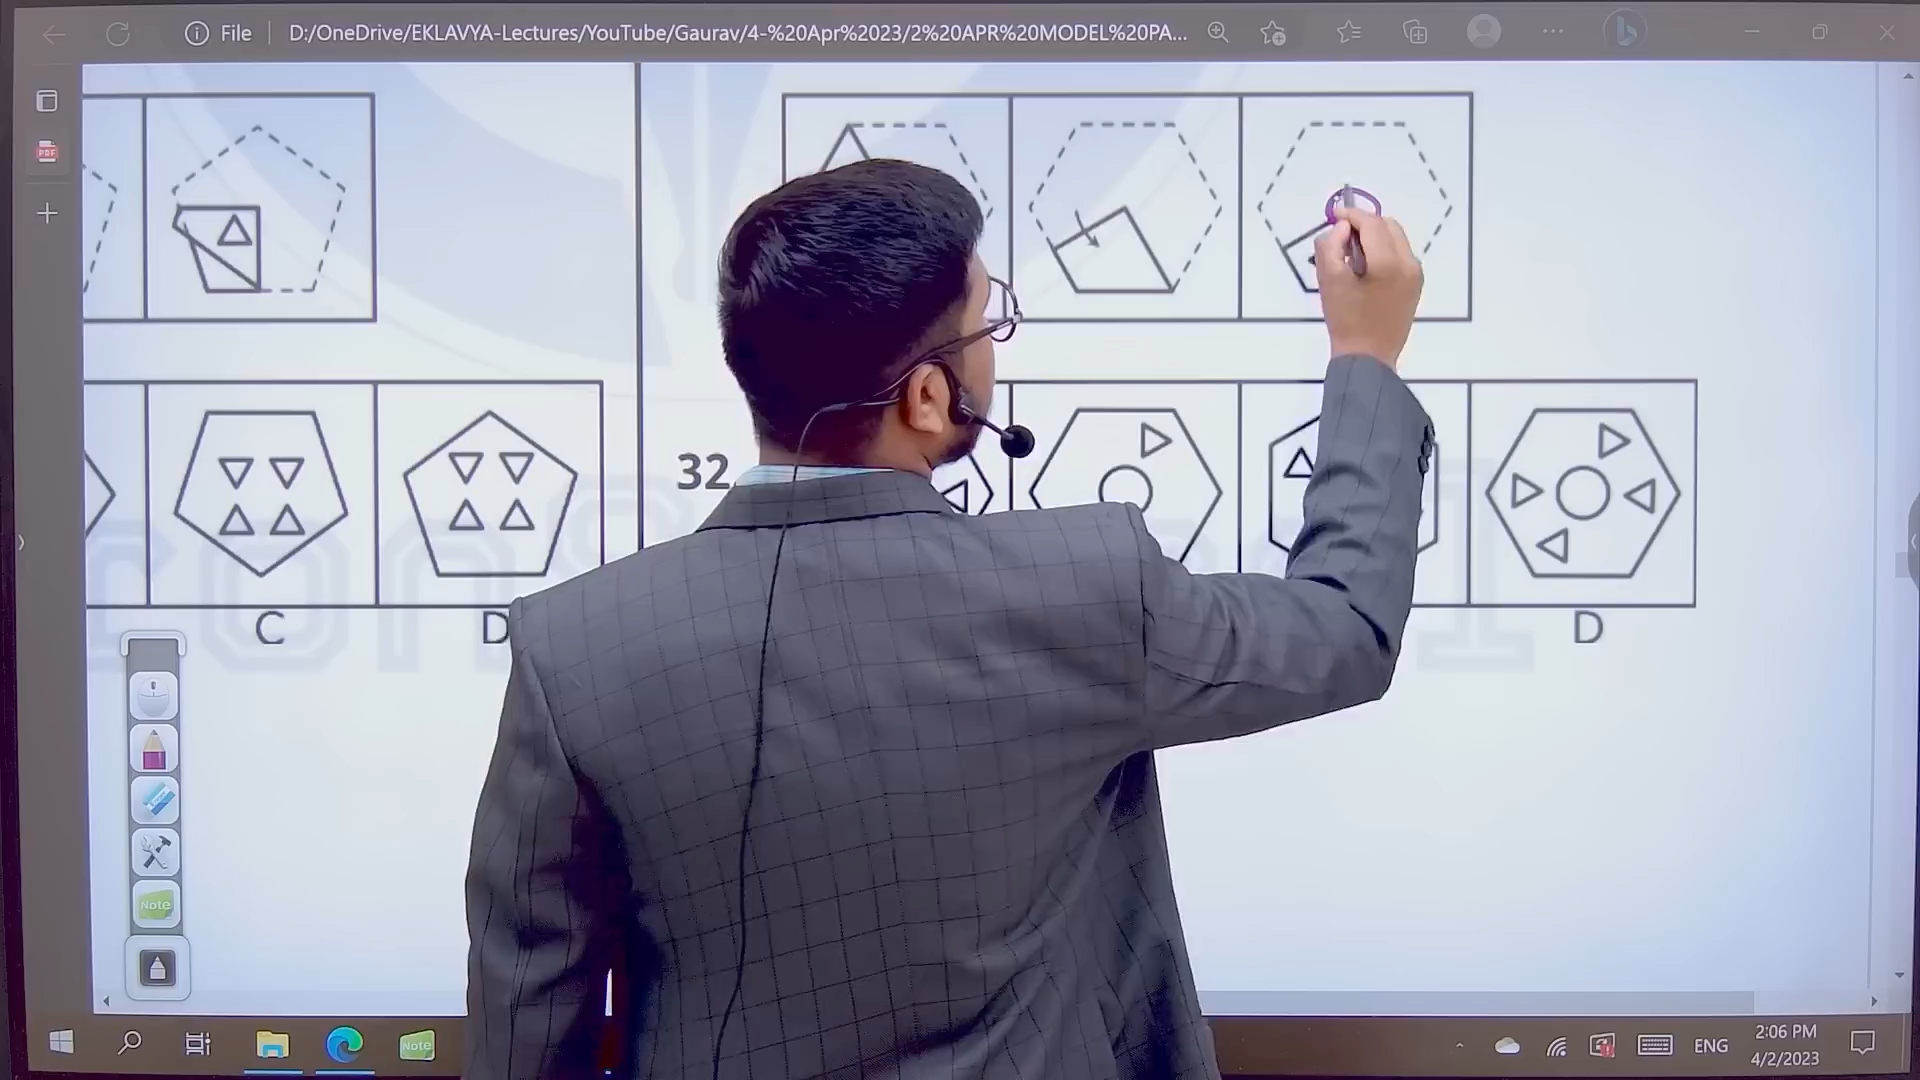 File
D:/OneDrive/EKLAVYA-Lectures/YouTube/Gaurav/4-%20Apr%2023/2%20APR%20MODEL%20PA...
PDF
32.
C
D
D
Note
Note
ENG
2:06 PM
4/2/2023